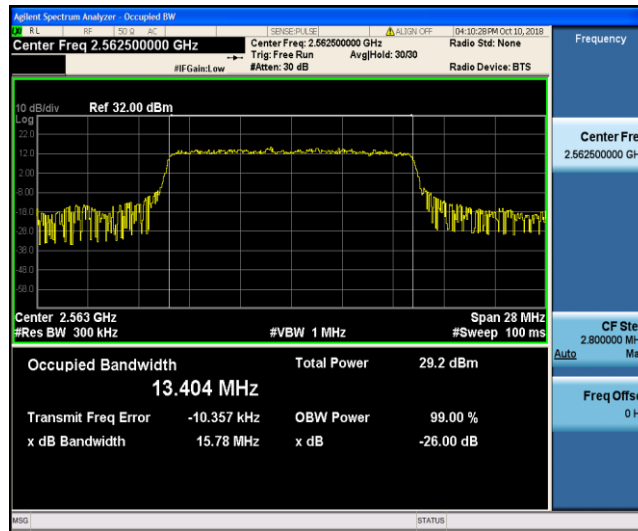 Agilent Spectrum Analyzer - Occupied BW
RL RF 50 Ω AC SENSE:PULSE ALIGN OFF 04:10:28 PM Oct 10, 2018
Center Freq 2.562500000 GHz Center Freq: 2.562500000 GHz Radio Std: None
Trig: Free Run Avg|Hold: 30/30
#IFGain:Low #Atten: 30 dB Radio Device: BTS
10 dB/div Ref 32.00 dBm
Log
22.0
12.0
2.00
-8.00
-18.0
-28.0
-38.0
-48.0
-58.0
Center 2.563 GHz Span 28 MHz
#Res BW 300 kHz #VBW 1 MHz #Sweep 100 ms
Occupied Bandwidth Total Power 29.2 dBm
13.404 MHz
Transmit Freq Error -10.357 kHz OBW Power 99.00 %
x dB Bandwidth 15.78 MHz x dB -26.00 dB
MSG STATUS
Frequency
Center Fre
2.562500000 GH
CF Ste
2.800000 MH
Auto Ma
Freq Offse
0 H